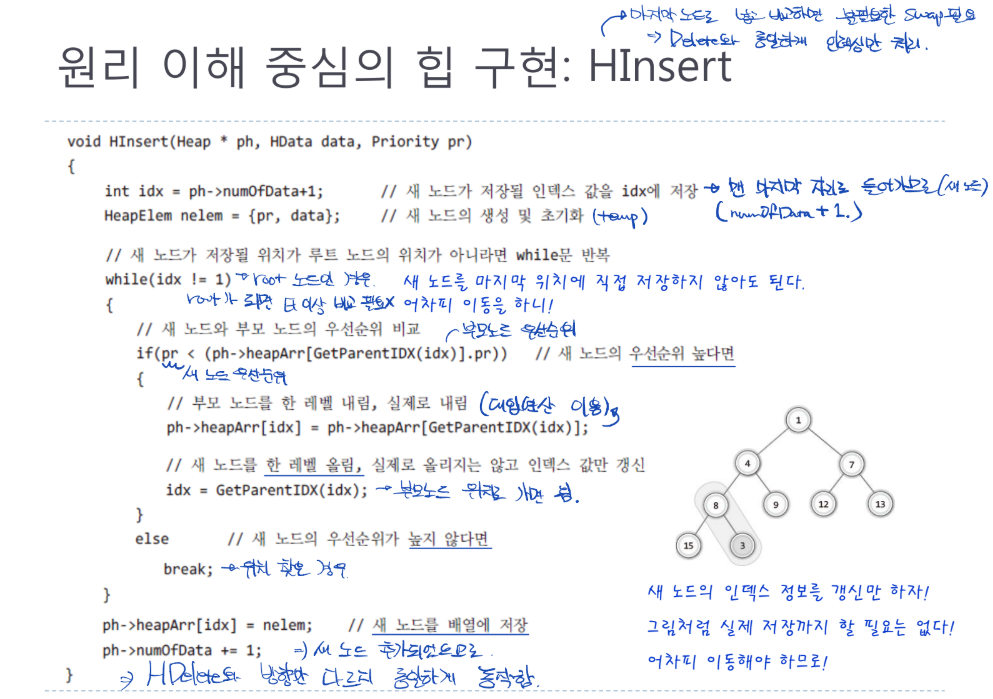 → 마지막 노드로 넣고 비교하면 불필요한 swap 필요
⇒ Delete와 동일하게 인덱싱만 처리.
원리 이해 중심의 힙 구현: HInsert
void HInsert(Heap * ph, HData data, Priority pr)
{
int idx = ph->numOfData+1; // 새 노드가 저장될 인덱스 값을 idx에 저장 → 맨 마지막 자리로 들어가므로(새 노드)
HeapElem nelem = {pr, data}; // 새 노드의 생성 및 초기화 (temp) (numOfData + 1.)
// 새 노드가 저장될 위치가 루트 노드의 위치가 아니라면 while문 반복
while(idx != 1) → root 노드인 경우. 새 노드를 마지막 위치에 직접 저장하지 않아도 된다.
{ root가 되면 더 이상 비교 필요X 어차피 이동을 하니!
// 새 노드와 부모 노드의 우선순위 비교 부모노드 우선순위
if(pr < (ph->heapArr[GetParentIDX(idx)].pr)) // 새 노드의 우선순위 높다면
{ 새 노드 우선순위
// 부모 노드를 한 레벨 내림, 실제로 내림 (대입연산 이용)
ph->heapArr[idx] = ph->heapArr[GetParentIDX(idx)];
// 새 노드를 한 레벨 올림, 실제로 올리지는 않고 인덱스 값만 갱신
idx = GetParentIDX(idx); → 부모노드 위치로 가면 됨.
}
else // 새 노드의 우선순위가 높지 않다면
break; → 위치 찾은 경우.
}
ph->heapArr[idx] = nelem; // 새 노드를 배열에 저장
ph->numOfData += 1; ⇒ 새 노드 추가되었으므로.
} ⇒ HDelete와 방향만 다르지 동일하게 동작함.
1
4 7
8 9 12 13
15 3
새 노드의 인덱스 정보를 갱신만 하자!
그림처럼 실제 저장까지 할 필요는 없다!
어차피 이동해야 하므로!